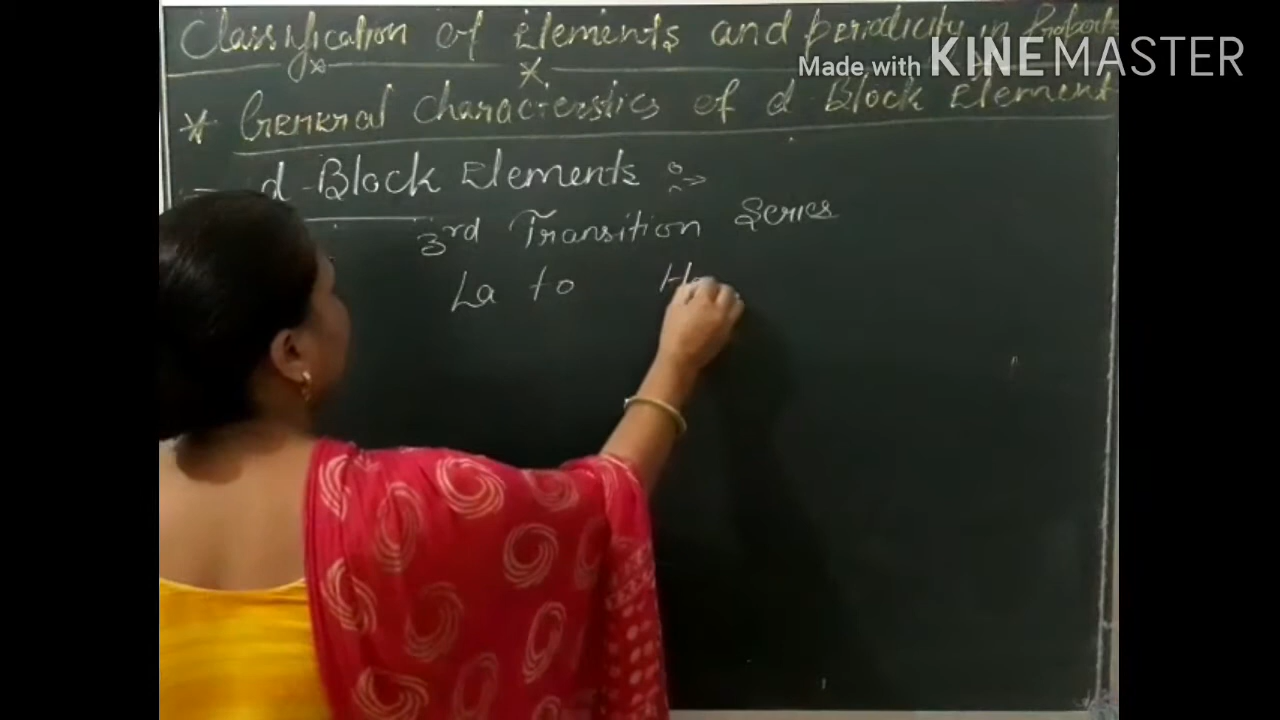 Classification of Elements and periodicity in
Made with KINEMASTER
* General characterstics of d-Block Element
d-Block Elements :->
3rd Transition Series
La to